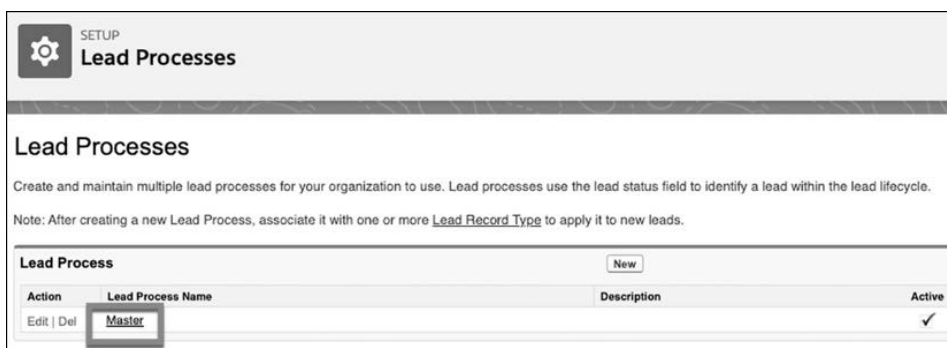 SETUP
Lead Processes
Lead Processes
Create and maintain multiple lead processes for your organization to use. Lead processes use the lead status field to identify a lead within the lead lifecycle.
Note: After creating a new Lead Process, associate it with one or more Lead Record Type to apply it to new leads.
Lead Process New
Action Lead Process Name Description Active
Edit | Del Master ✓